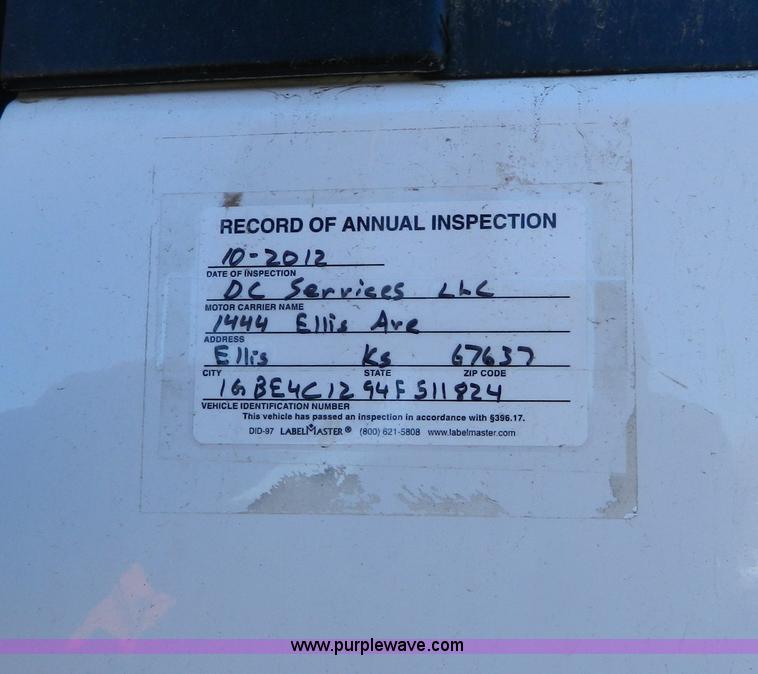 RECORD OF ANNUAL INSPECTION
10-2012
DATE OF INSPECTION
DC Services LLC
MOTOR CARRIER NAME
1444 Ellis Ave
ADDRESS
Ellis Ks 67637
CITY STATE ZIP CODE
1GBE4C1294F511824
VEHICLE IDENTIFICATION NUMBER
This vehicle has passed an inspection in accordance with §396.17.
DID-97 LABELMASTER® (800) 621-5808 www.labelmaster.com
www.purplewave.com